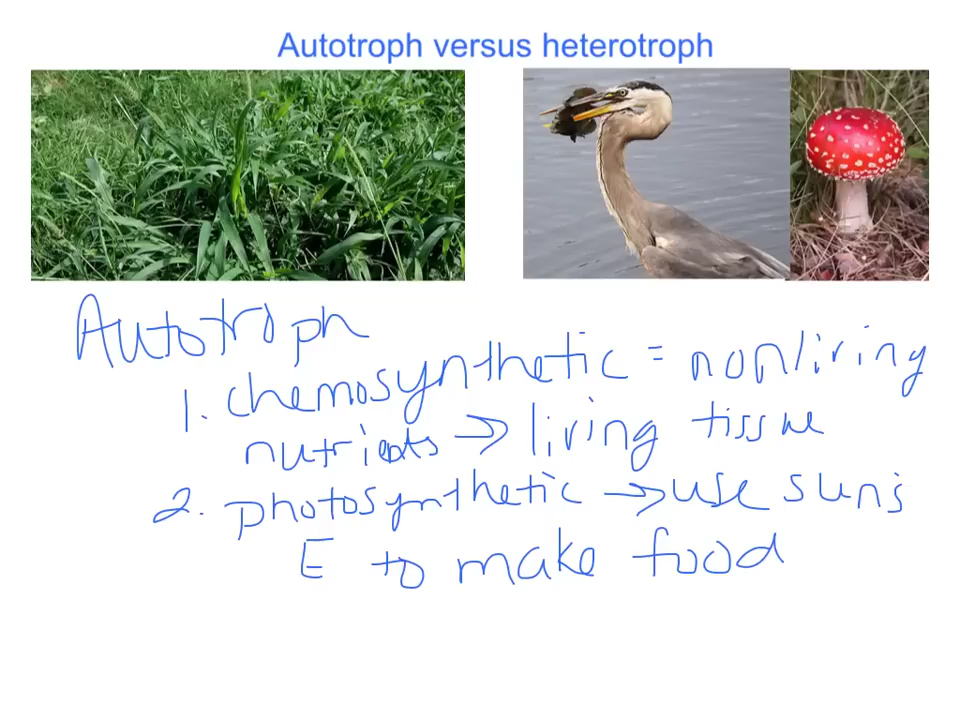 Autotroph versus heterotroph
Autotroph
1. chemosynthetic = nonliving
nutrients → living tissue
2. photosynthetic → use suns
E to make food